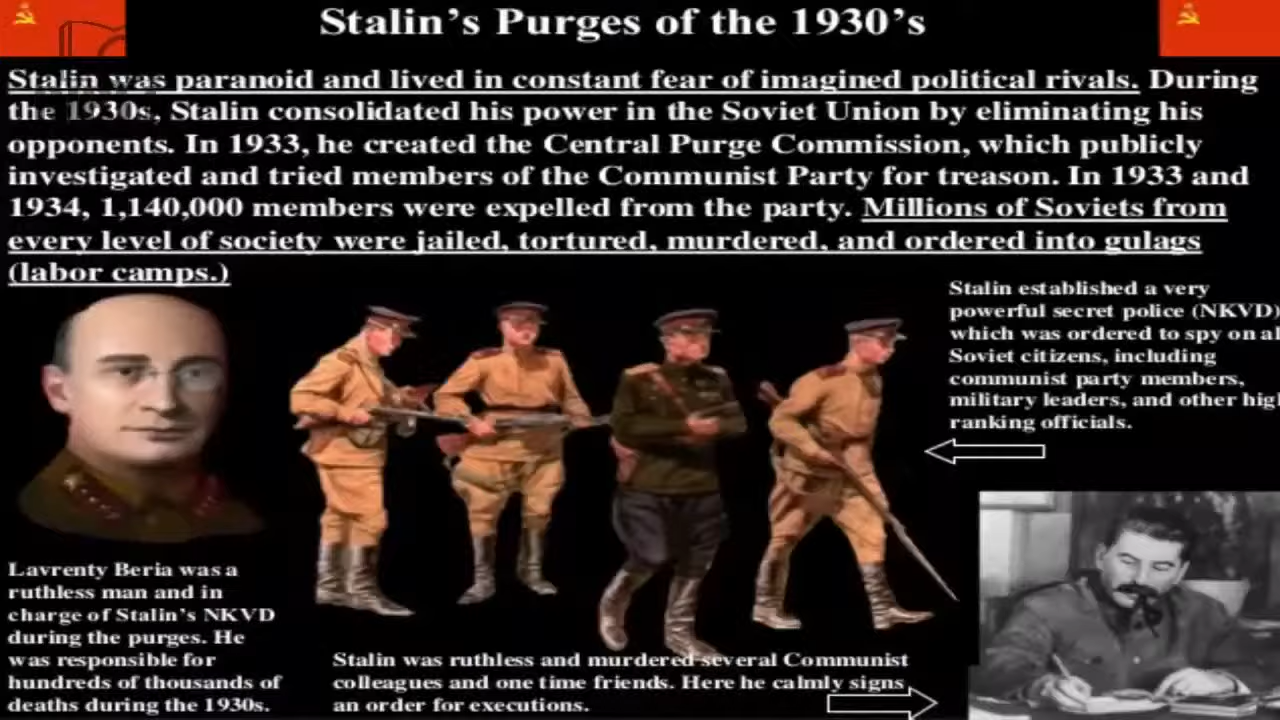 Stalin's Purges of the 1930's
Stalin was paranoid and lived in constant fear of imagined political rivals. During
the 1930s, Stalin consolidated his power in the Soviet Union by eliminating his
opponents. In 1933, he created the Central Purge Commission, which publicly
investigated and tried members of the Communist Party for treason. In 1933 and
1934, 1,140,000 members were expelled from the party. Millions of Soviets from
every level of society were jailed, tortured, murdered, and ordered into gulags
(labor camps.)
Stalin established a very
powerful secret police (NKVD)
which was ordered to spy on al
Soviet citizens, including
communist party members,
military leaders, and other hig
ranking officials.
Lavrenty Beria was a
ruthless man and in
charge of Stalin's NKVD
during the purges. He
was responsible for
hundreds of thousands of
deaths during the 1930s.
Stalin was ruthless and murdered several Communist
colleagues and one time friends. Here he calmly signs
an order for executions.